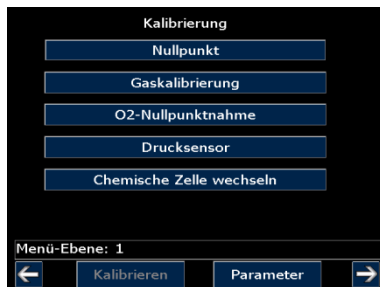 Kalibrierung
Nullpunkt
Gaskalibrierung
O2-Nullpunktnahme
Drucksensor
Chemische Zelle wechseln
Menü-Ebene: 1
Kalibrieren Parameter